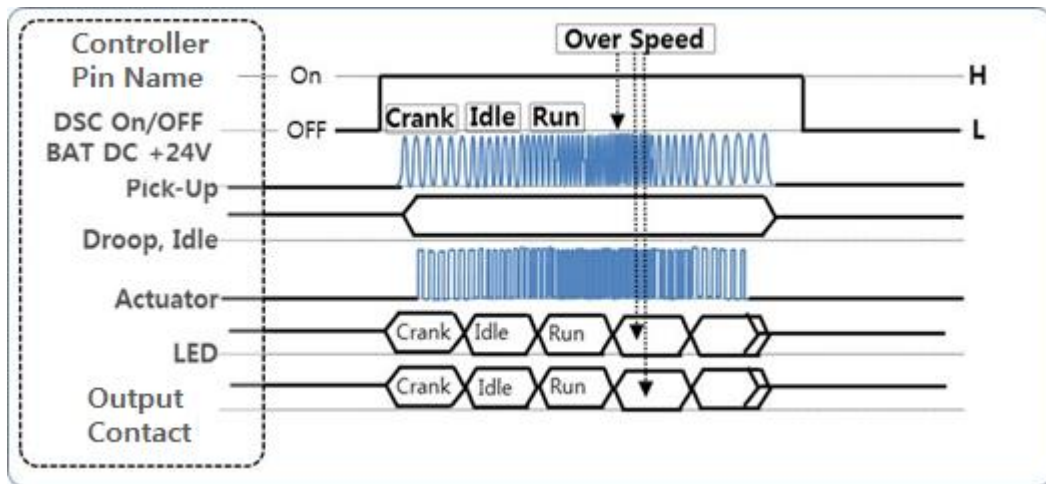 Controller
Pin Name
Over Speed
On
H
DSC On/OFF
OFF
Crank
Idle
Run
L
BAT DC +24V
Pick-Up
Droop, Idle
Actuator
Crank
Idle
Run
LED
Crank
Idle
Run
Output
Contact